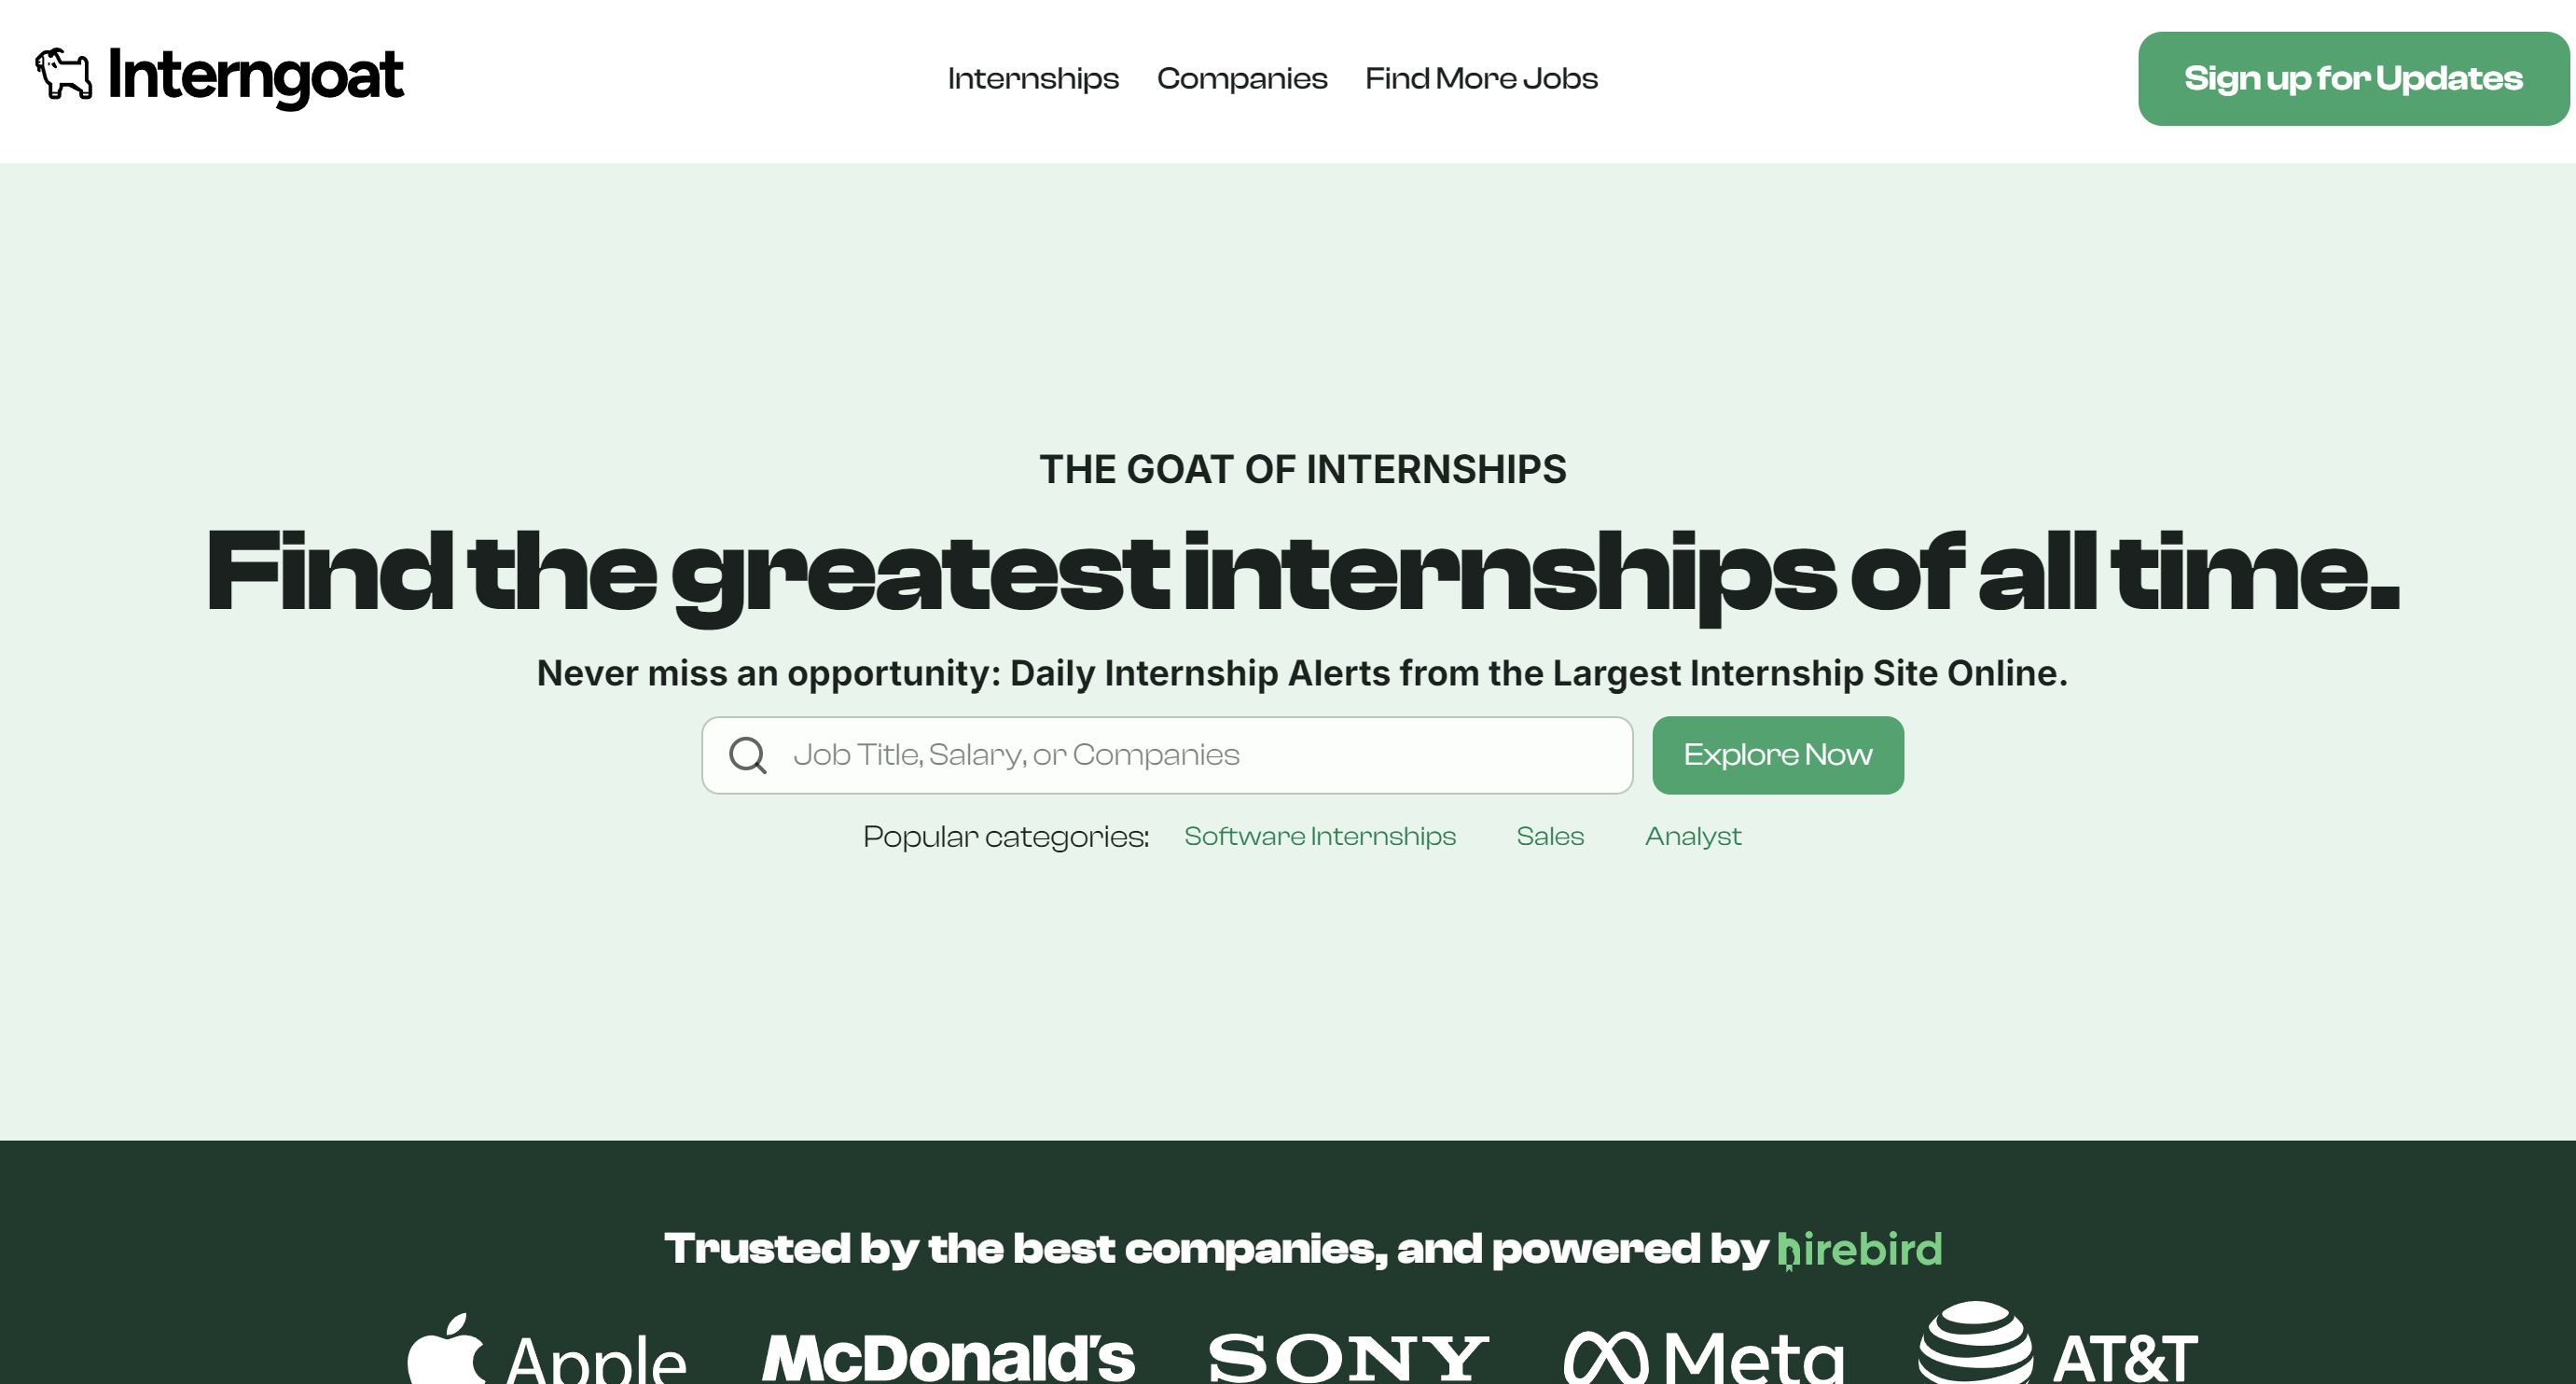 Interngoat
Internships Companies Find More Jobs
Sign up for Updates
THE GOAT OF INTERNSHIPS
Find the greatest internships of all time.
Never miss an opportunity: Daily Internship Alerts from the Largest Internship Site Online.
Job Title, Salary, or Companies
Explore Now
Popular categories: Software Internships Sales Analyst
Trusted by the best companies, and powered by hirebird
Apple McDonald's SONY Meta AT&T